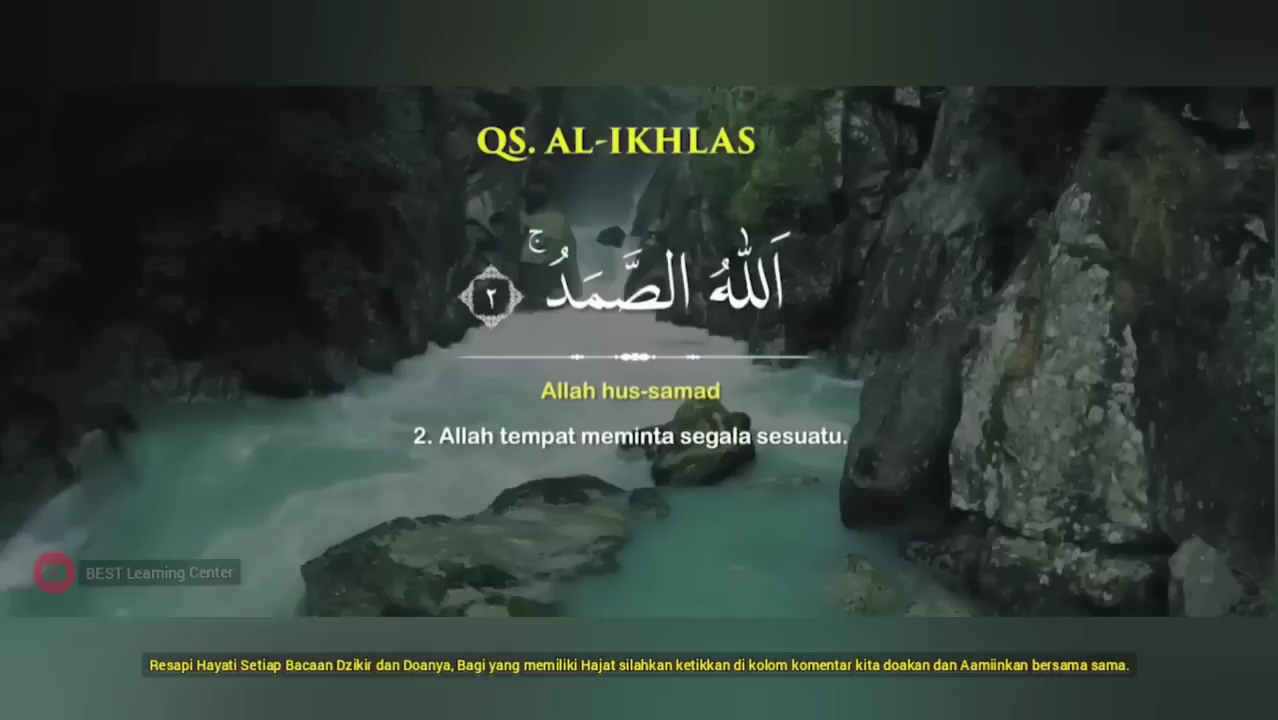 QS. AL-IKHLAS
اَللّٰهُ الصَّمَدُۚ ٢
Allah hus-samad
2. Allah tempat meminta segala sesuatu.
BEST Learning Center
Resapi Hayati Setiap Bacaan Dzikir dan Doanya, Bagi yang memiliki Hajat silahkan ketikkan di kolom komentar kita doakan dan Aamiinkan bersama sama.